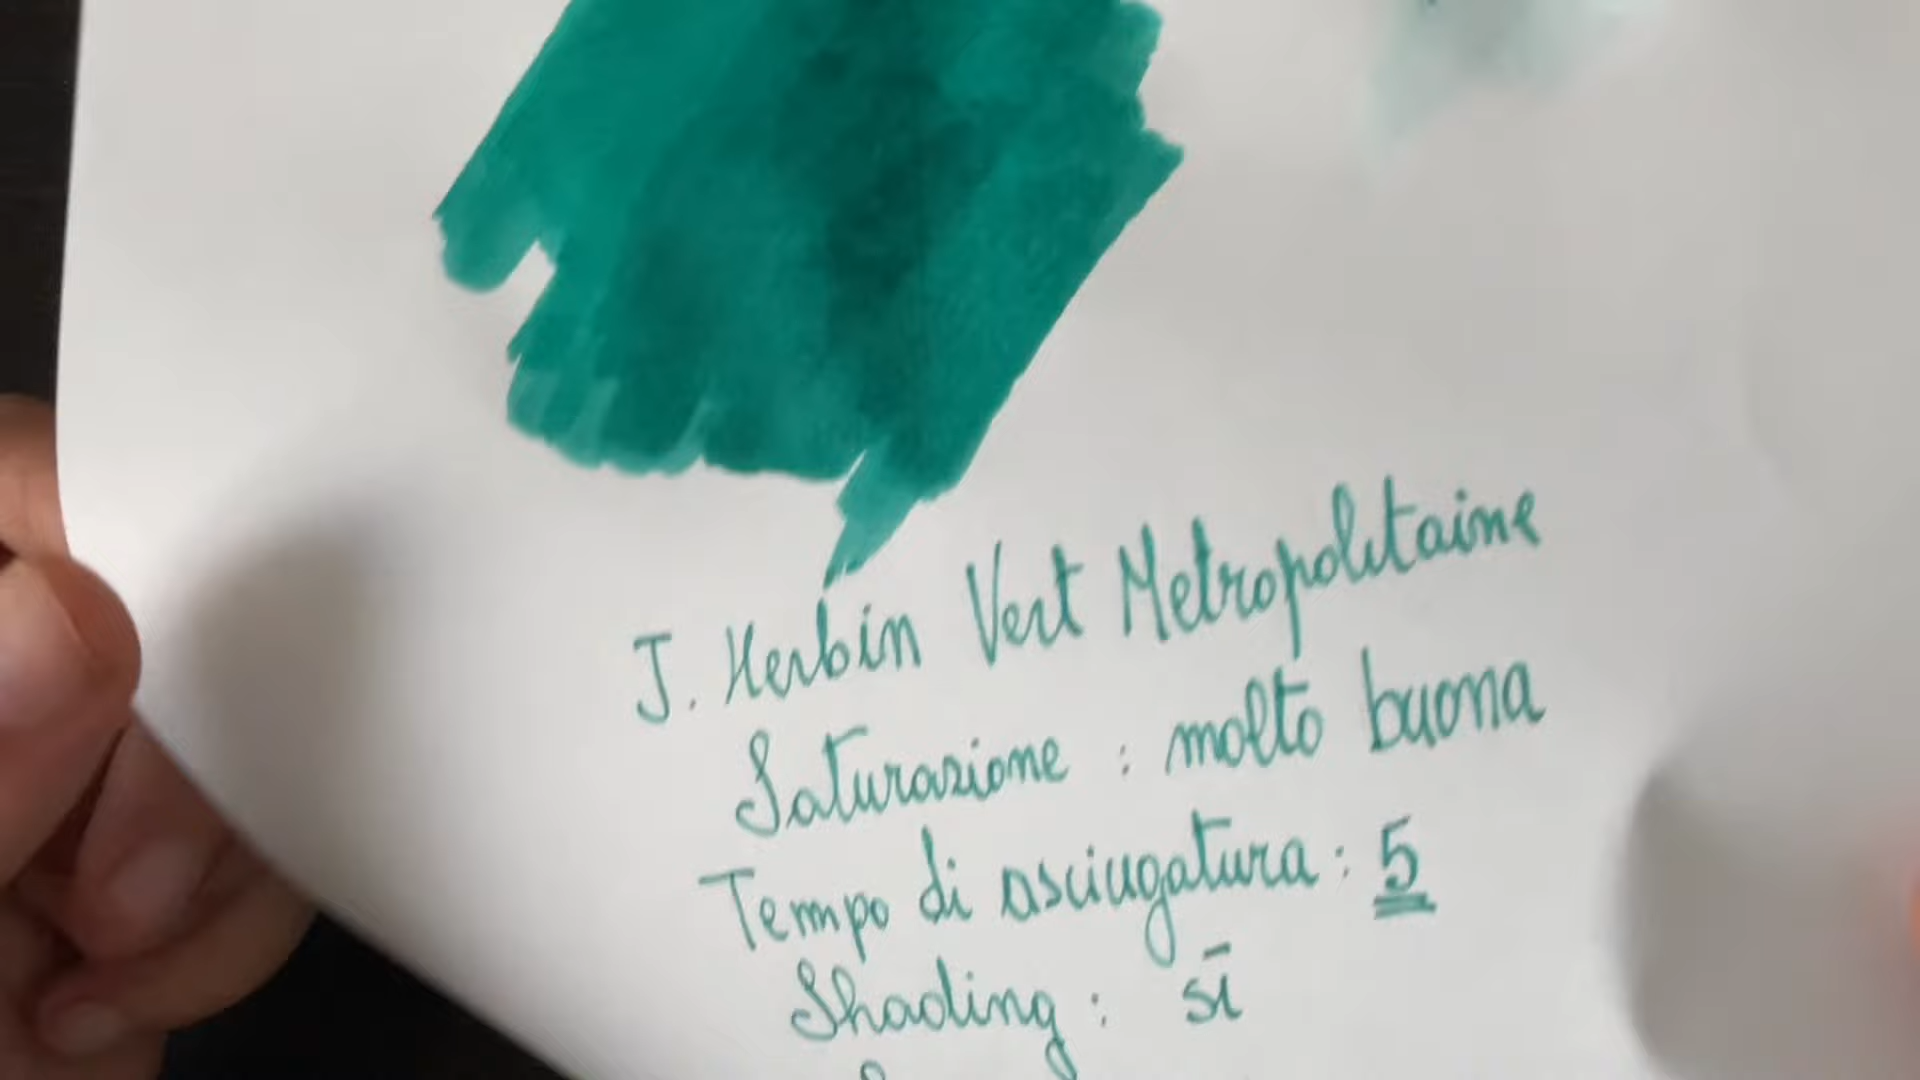 J. Herbin Vert Metropolitaine
Saturazione : molto buona
Tempo di asciugatura : 5
Shading : sì